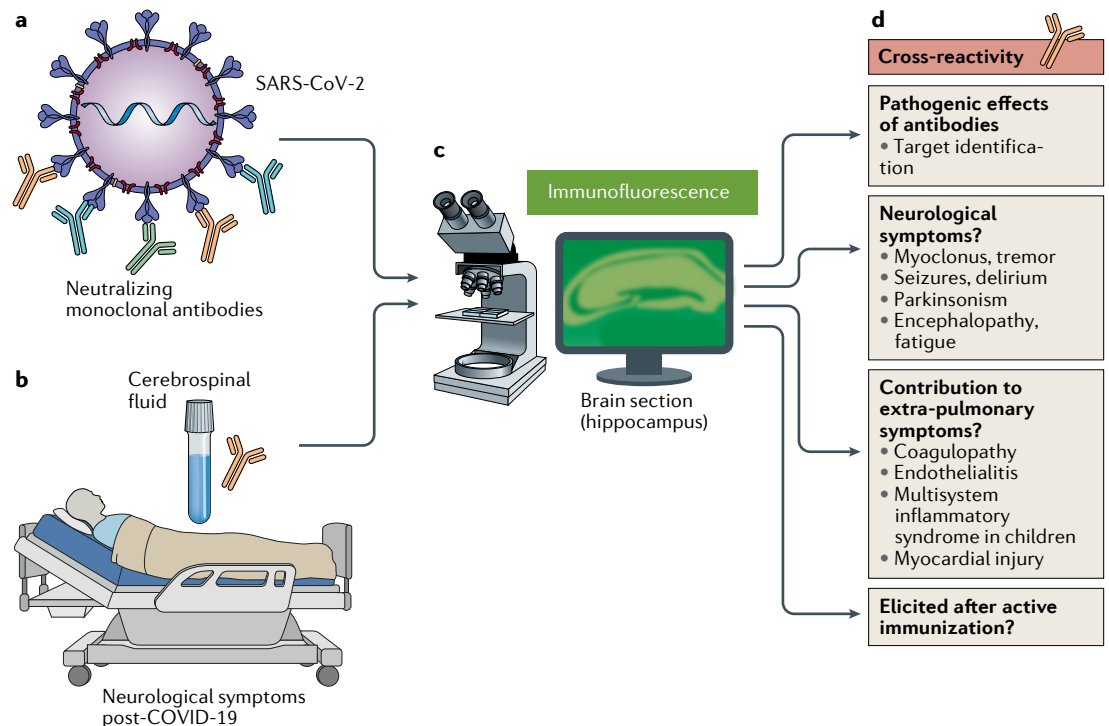 a
SARS-CoV-2
Neutralizing
monoclonal antibodies
b
Cerebrospinal
fluid
Neurological symptoms
post-COVID-19
c
Immunofluorescence
Brain section
(hippocampus)
d
Cross-reactivity
Pathogenic effects
of antibodies
• Target identifica-
tion
Neurological
symptoms?
• Myoclonus, tremor
• Seizures, delirium
• Parkinsonism
• Encephalopathy,
fatigue
Contribution to
extra-pulmonary
symptoms?
• Coagulopathy
• Endothelialitis
• Multisystem
inflammatory
syndrome in children
• Myocardial injury
Elicited after active
immunization?